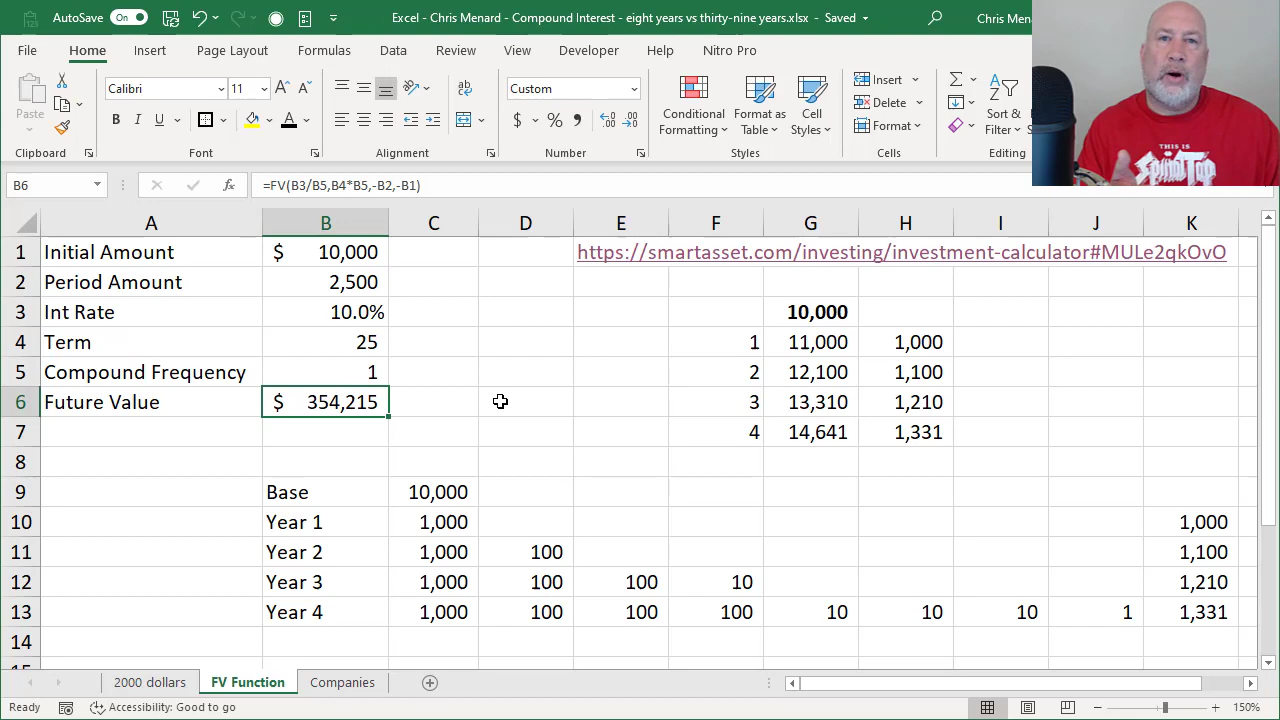 AutoSave On Excel - Chris Menard - Compound Interest - eight years vs thirty-nine years.xlsx - Saved Chris Men
File Home Insert Page Layout Formulas Data Review View Developer Help Nitro Pro
Paste Calibri 11 Custom Conditional Formatting Format as Table Cell Styles Insert Delete Format Sort & Filter
B I U A $ % 9
Clipboard Font Alignment Number Styles Cells Editing
THIS IS
SPINAL TAP
B6 fx =FV(B3/B5,B4*B5,-B2,-B1)
A B C D E F G H I J K
1 Initial Amount $ 10,000 https://smartasset.com/investing/investment-calculator#MULe2qkOvO
2 Period Amount 2,500
3 Int Rate 10.0% 10,000
4 Term 25 1 11,000 1,000
5 Compound Frequency 1 2 12,100 1,100
6 Future Value $ 354,215 3 13,310 1,210
7 4 14,641 1,331
8
9 Base 10,000
10 Year 1 1,000 1,000
11 Year 2 1,000 100 1,100
12 Year 3 1,000 100 100 10 1,210
13 Year 4 1,000 100 100 100 10 10 10 1 1,331
14
15
2000 dollars FV Function Companies
Ready Accessibility: Good to go 150%